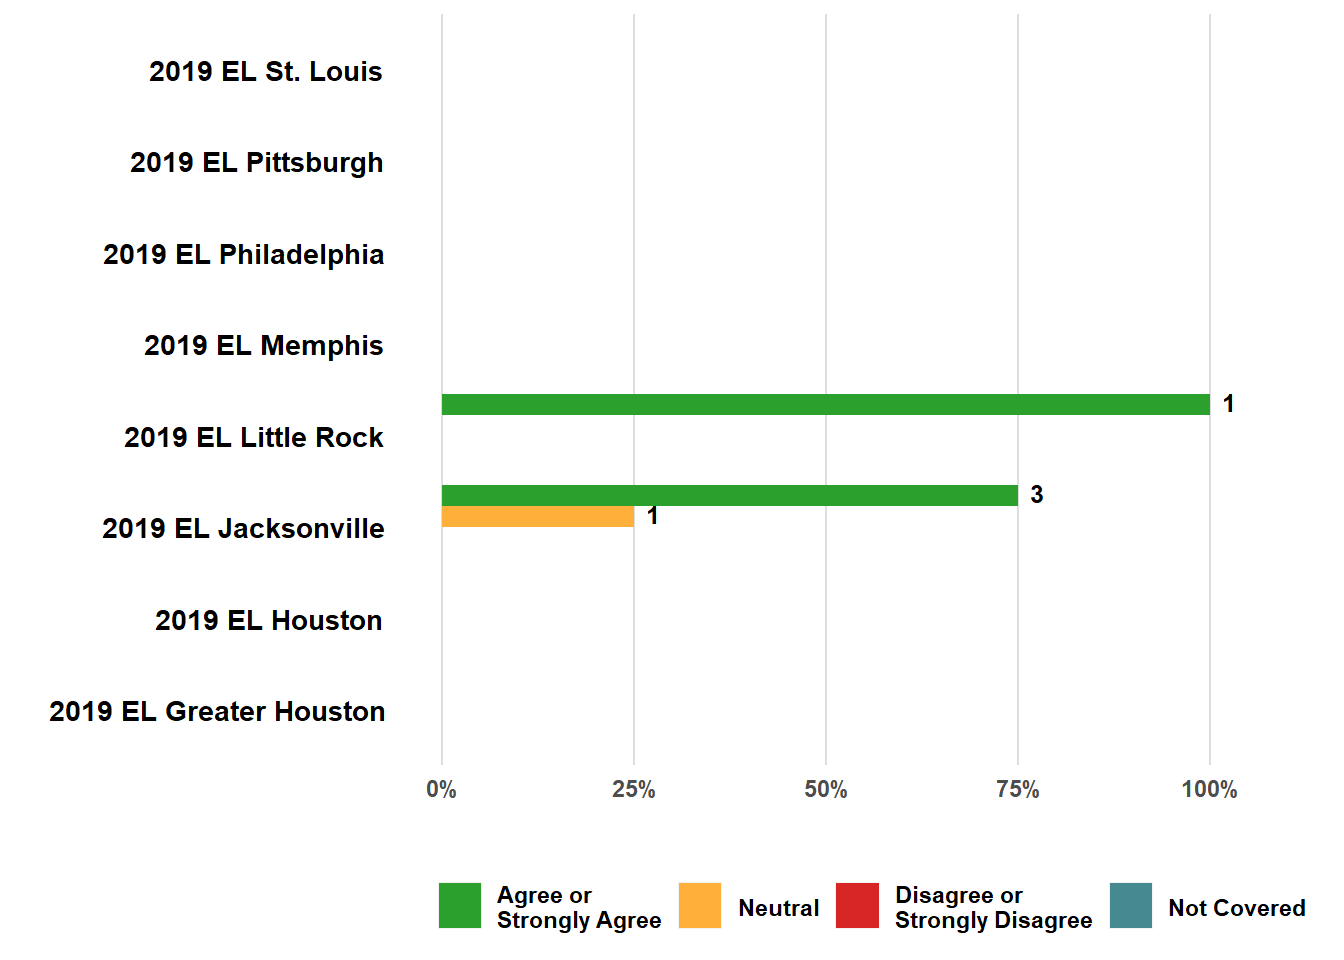 2019 EL St. Louis
2019 EL Pittsburgh
2019 EL Philadelphia
2019 EL Memphis
1
2019 EL Little Rock
3
1
2019 EL Jacksonville
2019 EL Houston
2019 EL Greater Houston
0% 25% 50% 75% 100%
Agree or
Strongly Agree
Neutral
Disagree or
Strongly Disagree
Not Covered